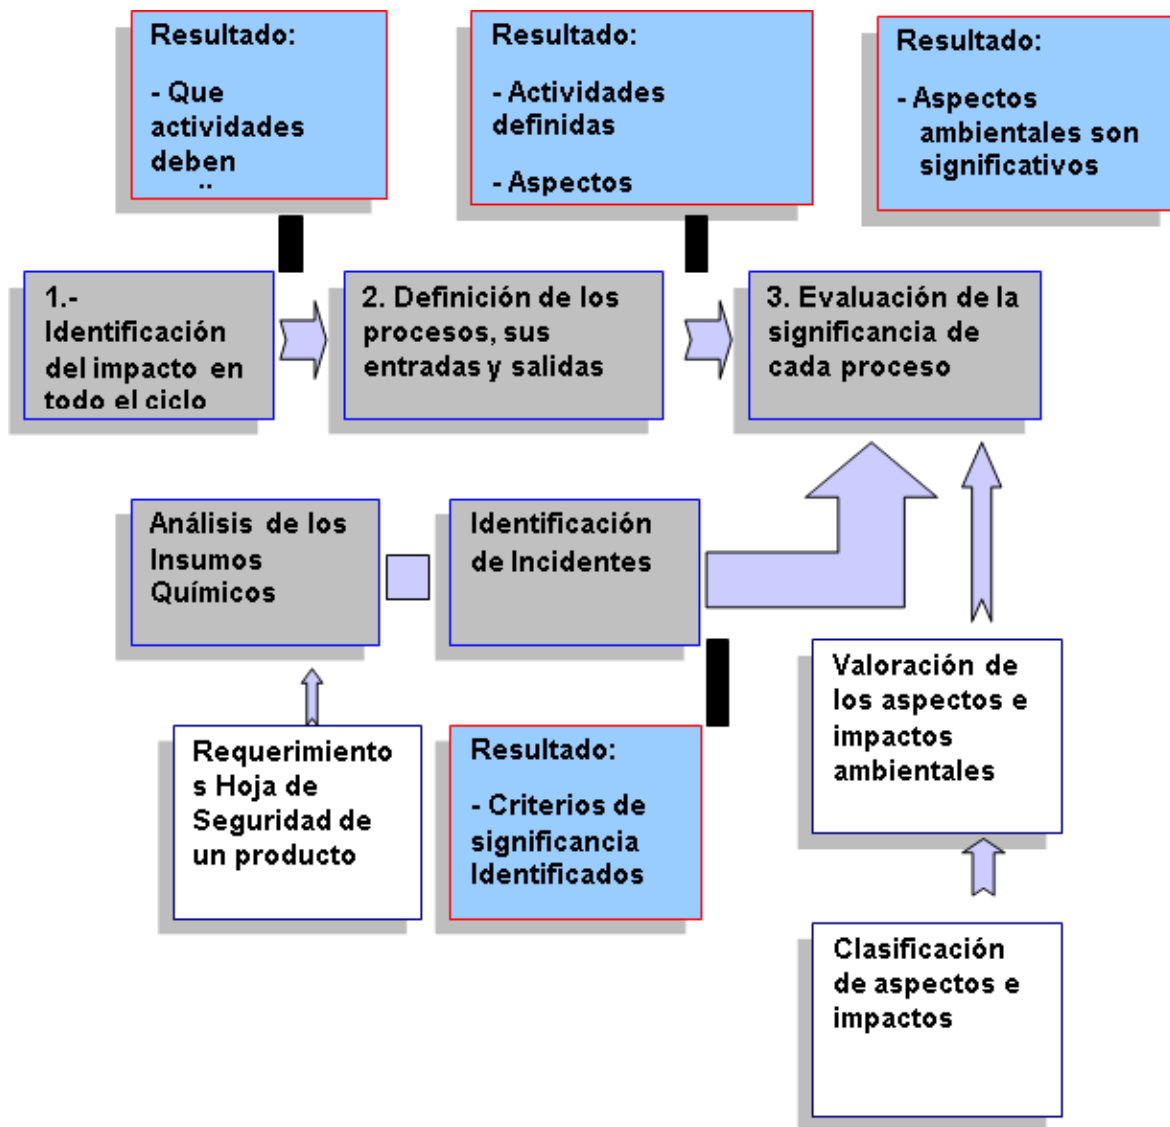 Resultado:
- Que
actividades
deben
Resultado:
- Actividades
definidas
- Aspectos
Resultado:
- Aspectos
ambientales son
significativos
1.-
Identificación
del impacto en
todo el ciclo
2. Definición de los
procesos, sus
entradas y salidas
3. Evaluación de la
significancia de
cada proceso
Análisis de los
Insumos
Químicos
Identificación
de Incidentes
Requerimiento
s Hoja de
Seguridad de
un producto
Resultado:
- Criterios de
significancia
Identificados
Valoración de
los aspectos e
impactos
ambientales
Clasificación
de aspectos e
impactos